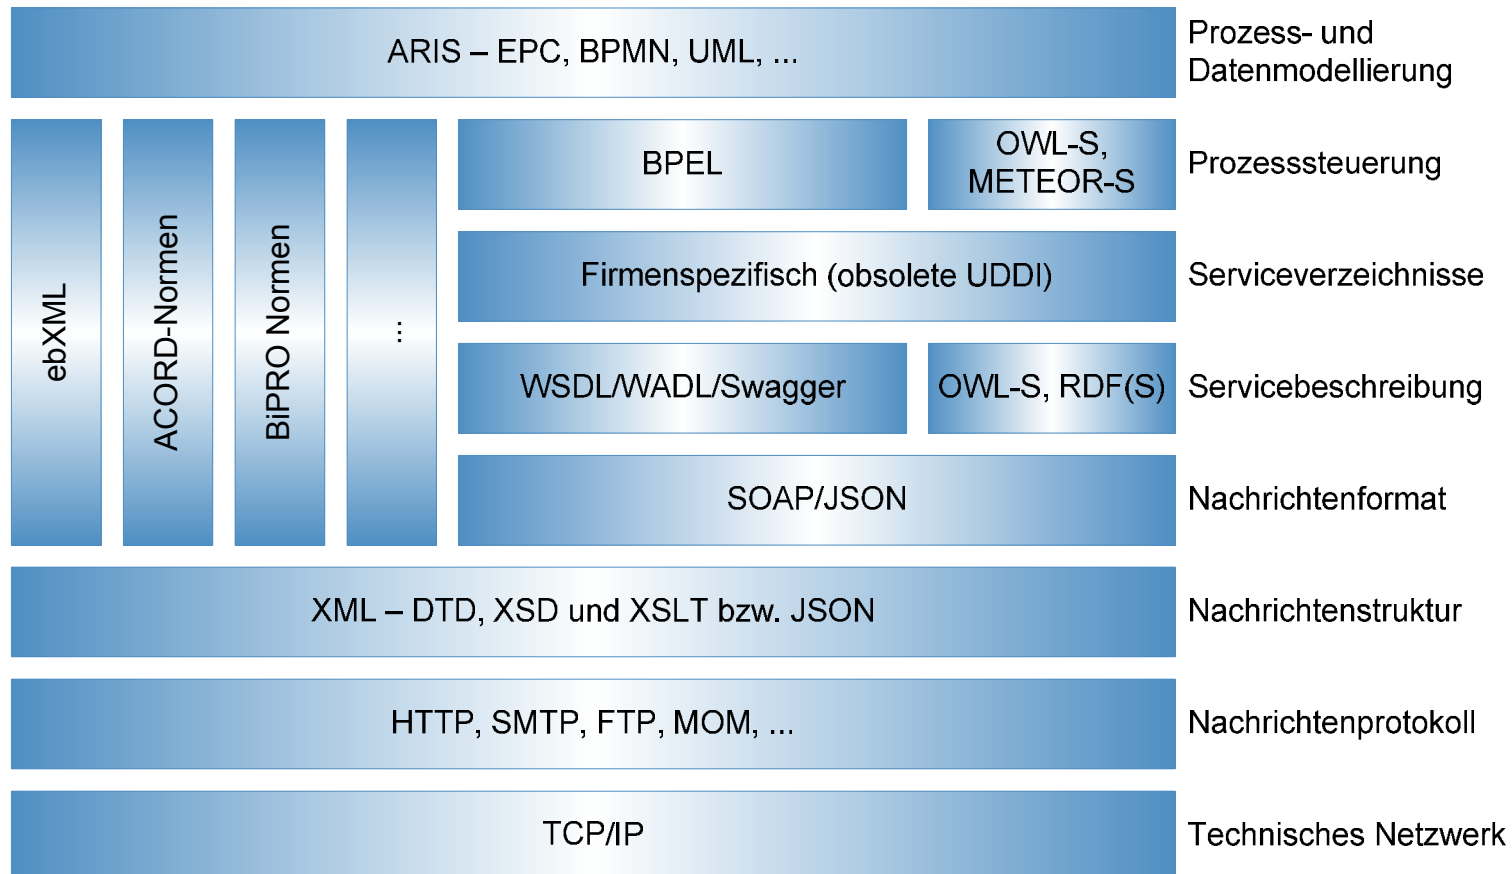 ARIS – EPC, BPMN, UML, ...
Prozess- und
Datenmodellierung
ebXML
ACORD-Normen
BiPRO Normen
...
BPEL
OWL-S,
METEOR-S
Prozesssteuerung
Firmenspezifisch (obsolete UDDI)
Serviceverzeichnisse
WSDL/WADL/Swagger
OWL-S, RDF(S)
Servicebeschreibung
SOAP/JSON
Nachrichtenformat
XML – DTD, XSD und XSLT bzw. JSON
Nachrichtenstruktur
HTTP, SMTP, FTP, MOM, ...
Nachrichtenprotokoll
TCP/IP
Technisches Netzwerk